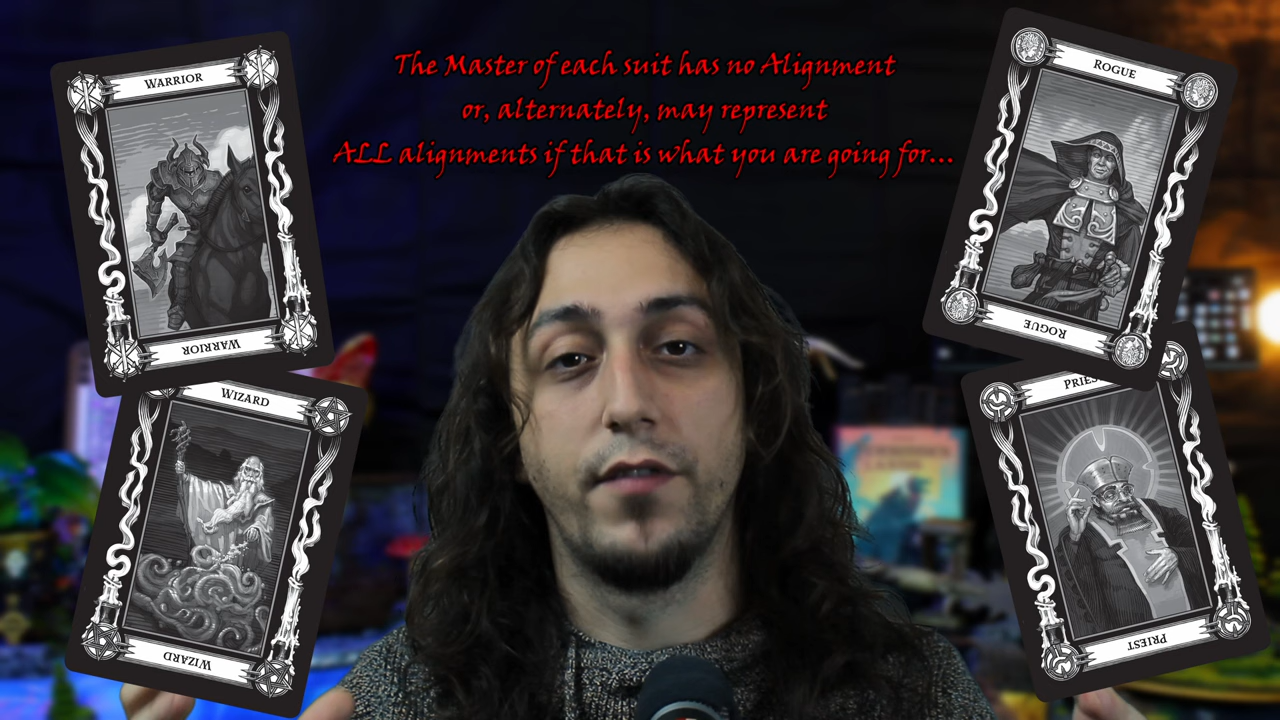 The Master of each suit has no Alignment
or, alternately, may represent
ALL alignments if that is what you are going for...
WARRIOR
WARRIOR
WIZARD
WIZARD
ROGUE
ROGUE
PRIES
PRIEST